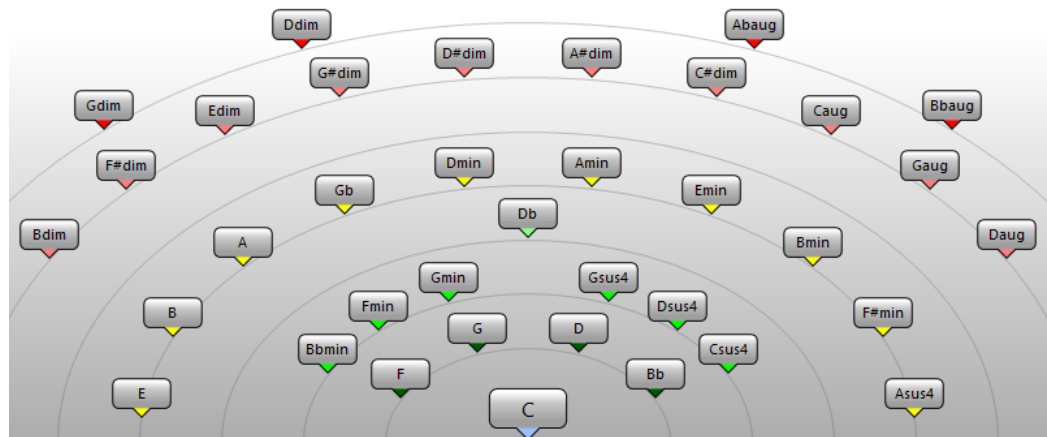 Ddim
Abaug
D#dim
A#dim
G#dim
C#dim
Gdim
Edim
Caug
Bbaug
F#dim
Dmin
Amin
Gaug
Gb
Emin
Bdim
A
Db
Bmin
Daug
Gmin
Gsus4
B
Fmin
Dsus4
F#min
G
D
Bbmin
Csus4
F
Bb
E
C
Asus4